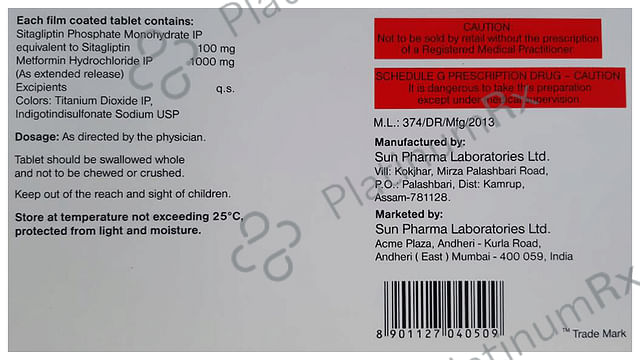 Each film coated tablet contains:
Sitagliptin Phosphate Monohydrate IP
equivalent to Sitagliptin 100 mg
Metformin Hydrochloride IP 1000 mg
(As extended release)
Excipients q.s.
Colors: Titanium Dioxide IP,
Indigotindisulfonate Sodium USP
Dosage: As directed by the physician.
Tablet should be swallowed whole
and not to be chewed or crushed.
Keep out of the reach and sight of children.
Store at temperature not exceeding 25°C,
protected from light and moisture.
CAUTION:
Not to be sold by retail without the prescription
of a Registered Medical Practitioner.
SCHEDULE G PRESCRIPTION DRUG - CAUTION
It is dangerous to take this preparation
except under medical supervision.
M.L.: 374/DR/Mfg/2013
Manufactured by:
Sun Pharma Laboratories Ltd.
Vill: Kokjhar, Mirza Palashbari Road,
P.O.: Palashbari, Dist: Kamrup,
Assam-781128.
Marketed by:
Sun Pharma Laboratories Ltd.
Acme Plaza, Andheri - Kurla Road,
Andheri ( East ) Mumbai - 400 059, India
8 901127 040509
™ Trade Mark
PlatinumRx
PlatinumRx